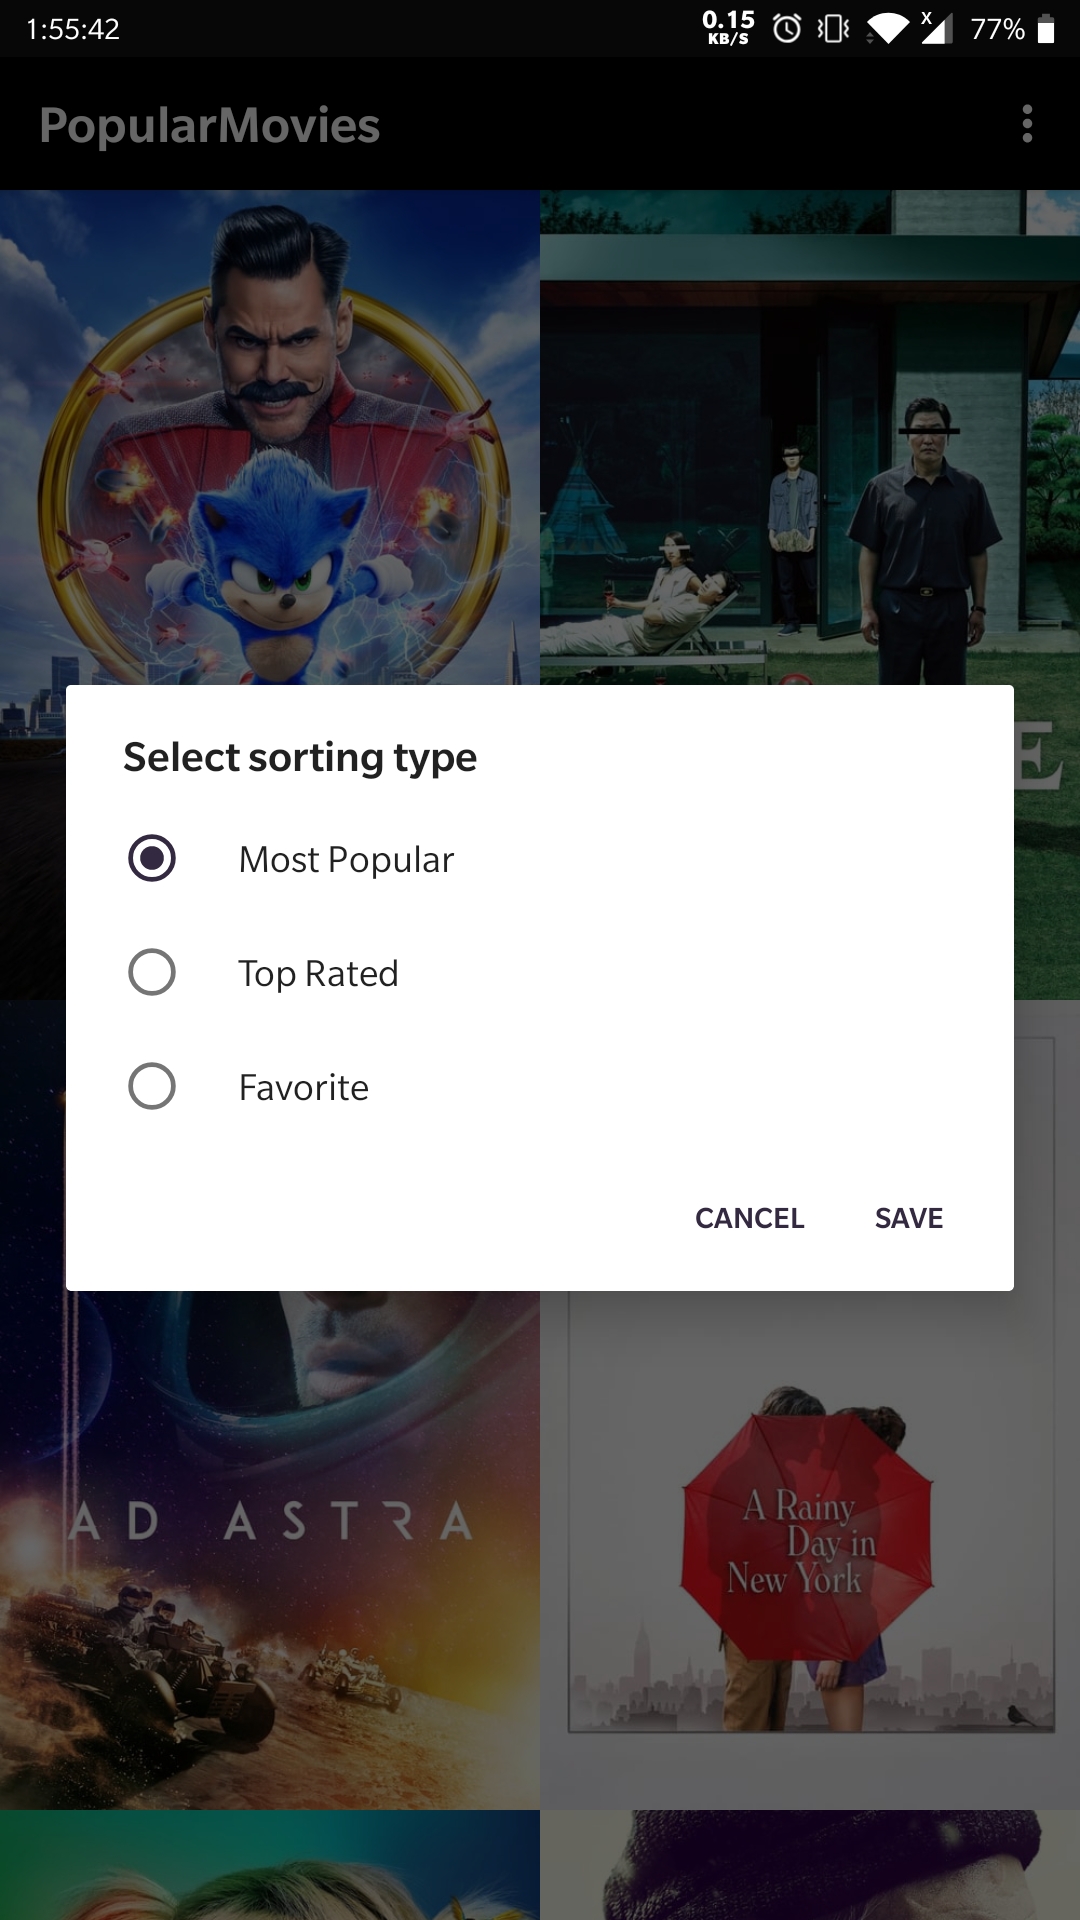 1:55:42
0.15
KB/S
X
77%
PopularMovies
E
Select sorting type
Most Popular
Top Rated
Favorite
CANCEL
SAVE
AD ASTRA
A Rainy
Day in
New York